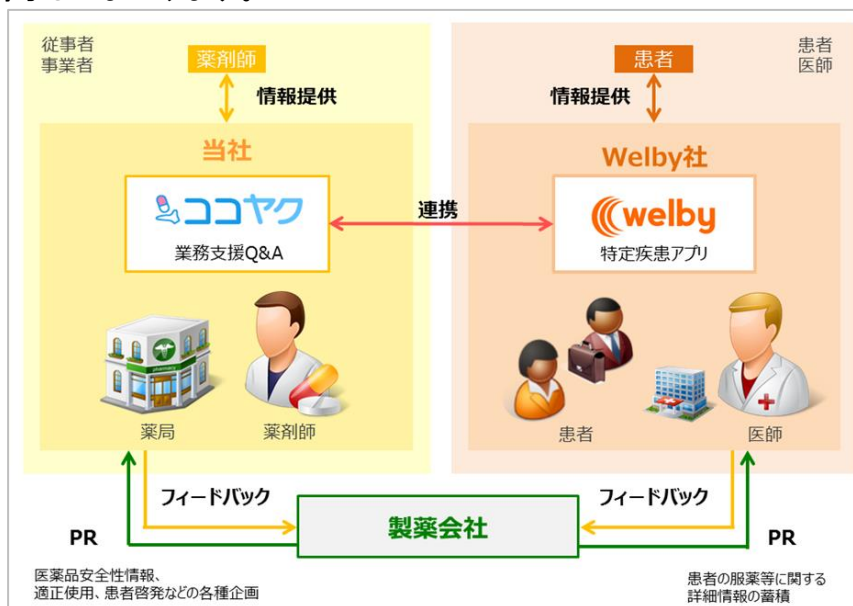 従事者
事業者
薬剤師
情報提供
当社
ココヤク
業務支援Q&A
pharmacy
薬局
薬剤師
連携
患者
医師
患者
情報提供
Welby社
welby
特定疾患アプリ
患者
医師
フィードバック
フィードバック
製薬会社
PR
PR
医薬品安全性情報、
適正使用、患者啓発などの各種企画
患者の服薬等に関する
詳細情報の蓄積